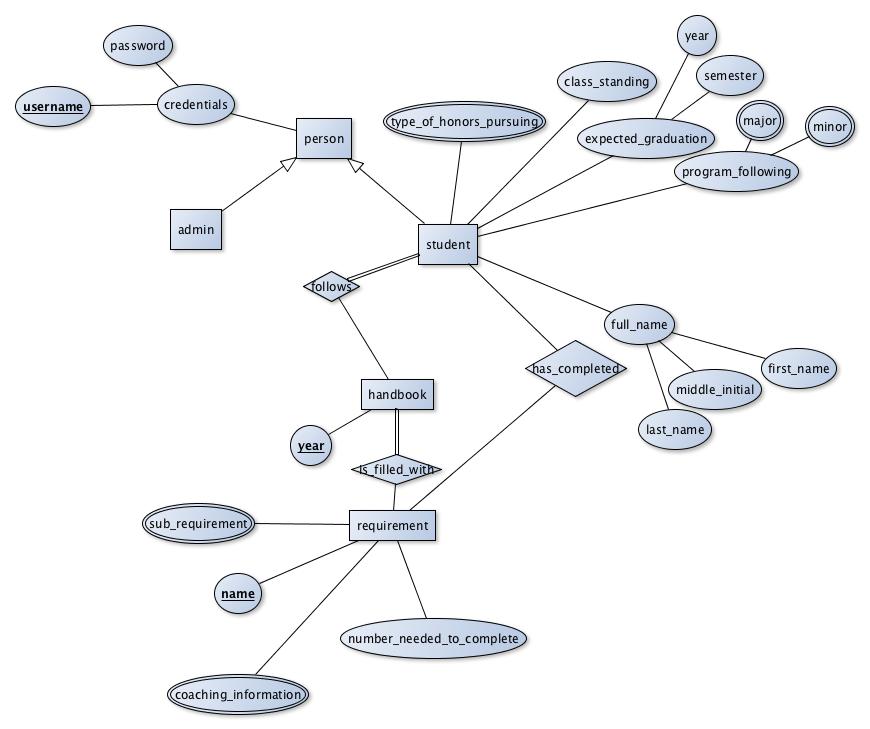 year
password
semester
class_standing
username
credentials
major
type_of_honors_pursuing
minor
person
expected_graduation
program_following
admin
student
follows
full_name
has_completed
first_name
handbook
middle_initial
last_name
year
is_filled_with
sub_requirement
requirement
name
number_needed_to_complete
coaching_information